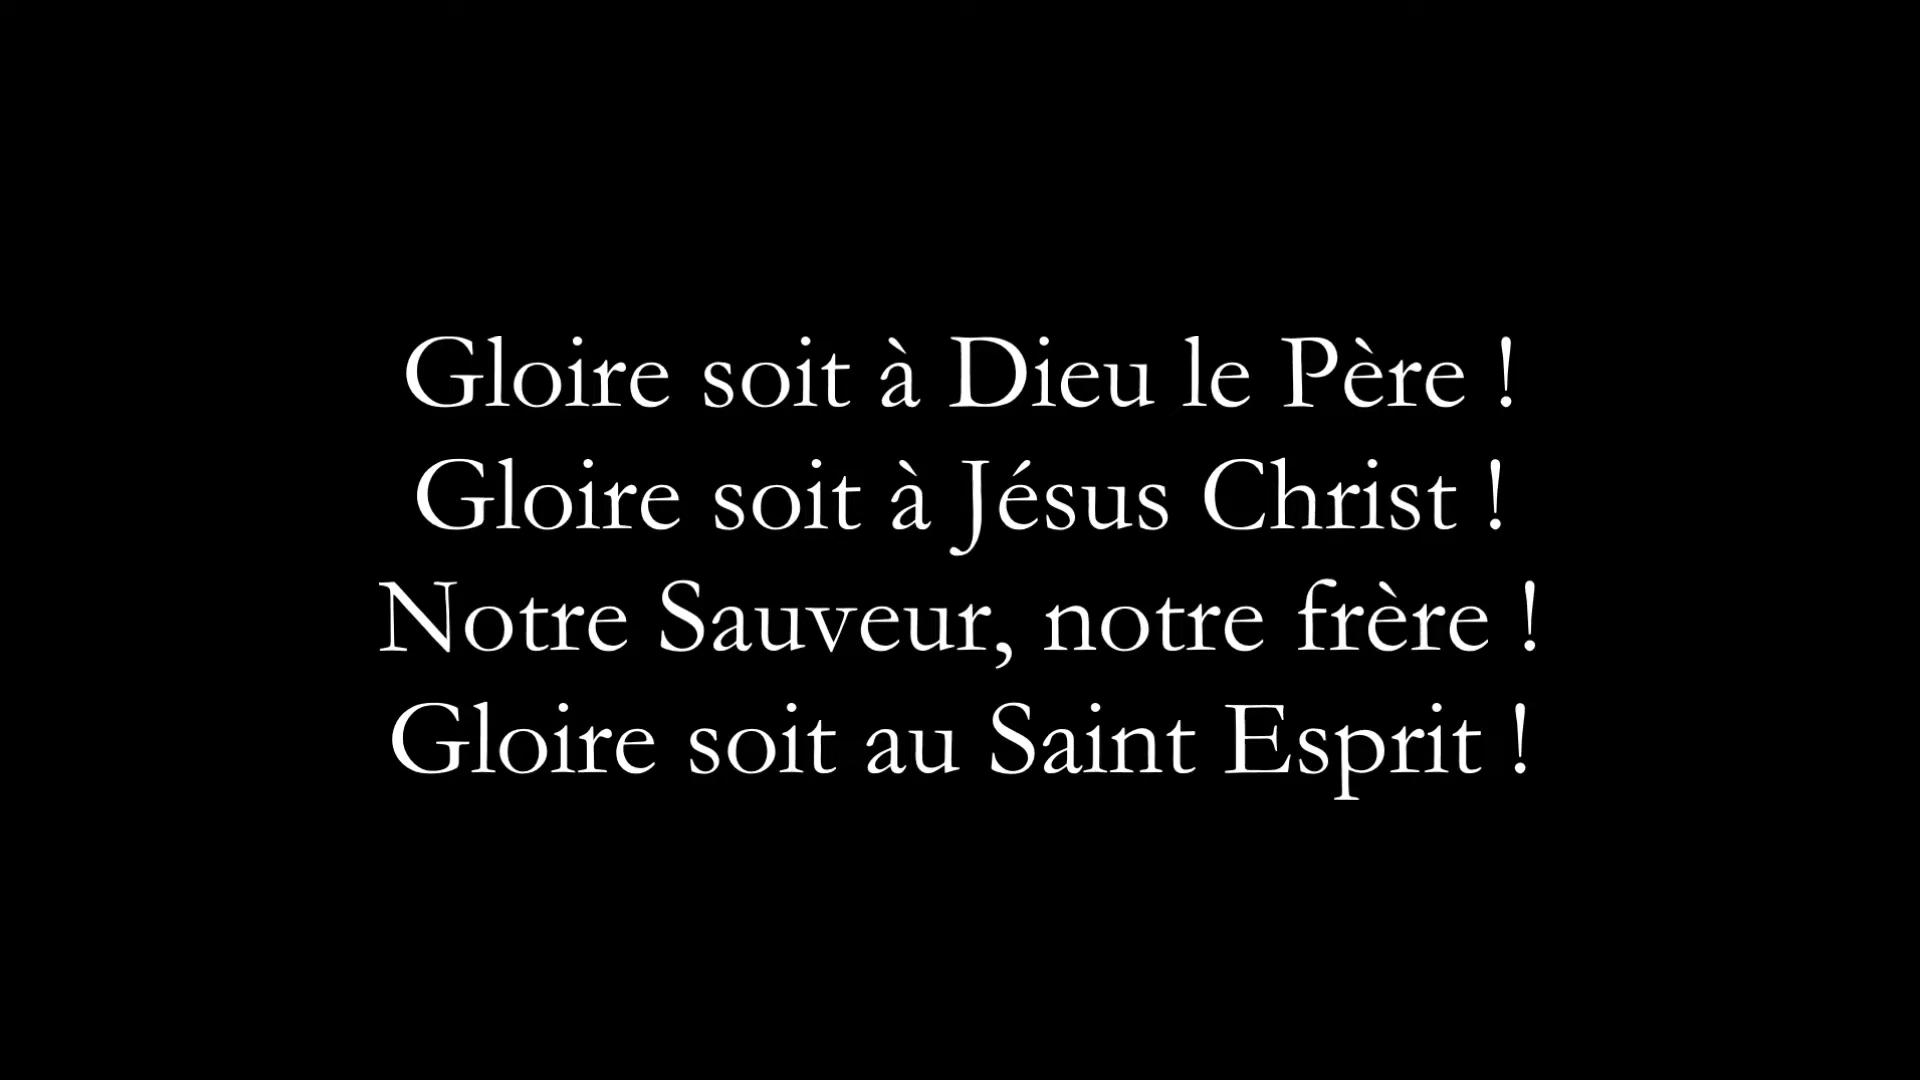 Gloire soit à Dieu le Père !
Gloire soit à Jésus Christ !
Notre Sauveur, notre frère !
Gloire soit au Saint Esprit !